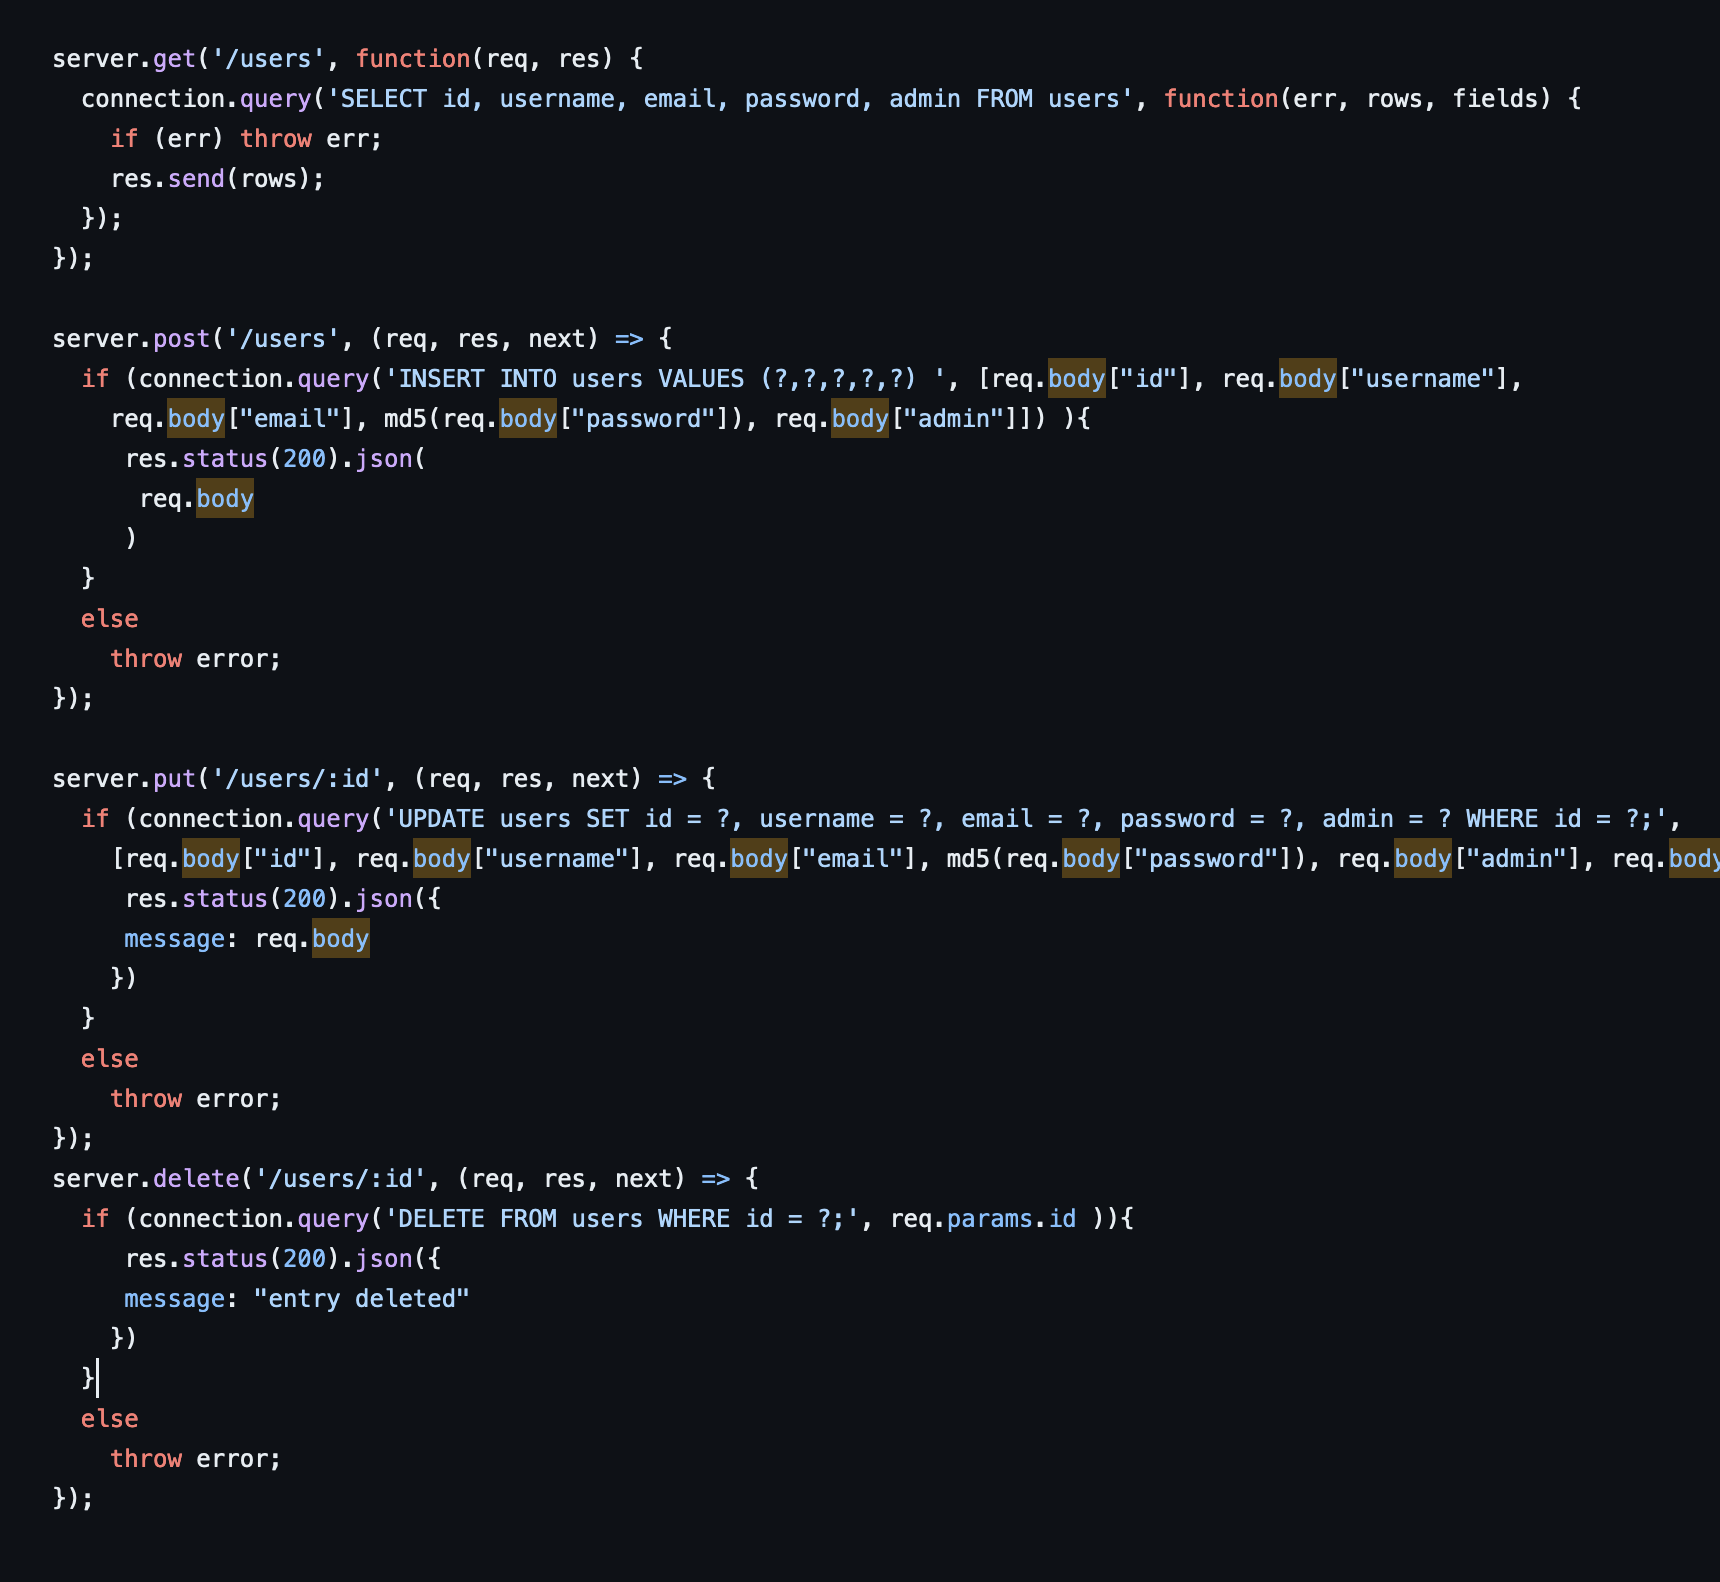 server.get('/users', function(req, res) {
  connection.query('SELECT id, username, email, password, admin FROM users', function(err, rows, fields) {
    if (err) throw err;
    res.send(rows);
  });
});

server.post('/users', (req, res, next) => {
  if (connection.query('INSERT INTO users VALUES (?,?,?,?,?) ', [req.body["id"], req.body["username"],
    req.body["email"], md5(req.body["password"]), req.body["admin"]]) ){
     res.status(200).json(
      req.body
     )
  }
  else
    throw error;
});

server.put('/users/:id', (req, res, next) => {
  if (connection.query('UPDATE users SET id = ?, username = ?, email = ?, password = ?, admin = ? WHERE id = ?;',
    [req.body["id"], req.body["username"], req.body["email"], md5(req.body["password"]), req.body["admin"], req.body
     res.status(200).json({
     message: req.body
    })
  }
  else
    throw error;
});
server.delete('/users/:id', (req, res, next) => {
  if (connection.query('DELETE FROM users WHERE id = ?;', req.params.id )){
     res.status(200).json({
     message: "entry deleted"
    })
  }
  else
    throw error;
});